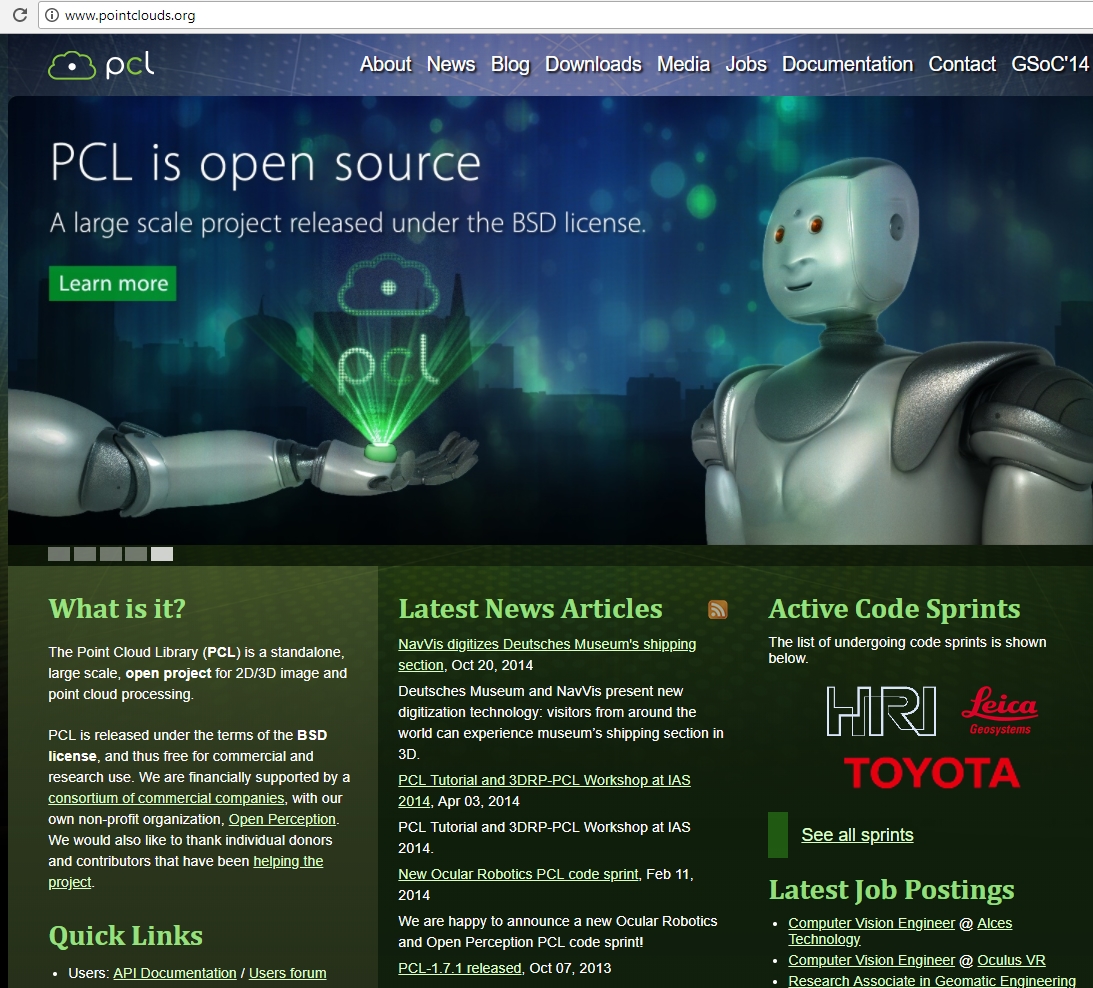 www.pointclouds.org
pcl
About News Blog Downloads Media Jobs Documentation Contact GSoC'14
PCL is open source
A large scale project released under the BSD license.
Learn more
pcl
What is it?
The Point Cloud Library (PCL) is a standalone,
large scale, open project for 2D/3D image and
point cloud processing.
PCL is released under the terms of the BSD
license, and thus free for commercial and
research use. We are financially supported by a
consortium of commercial companies, with our
own non-profit organization, Open Perception.
We would also like to thank individual donors
and contributors that have been helping the
project.
Quick Links
Users: API Documentation / Users forum
Latest News Articles
NavVis digitizes Deutsches Museum's shipping
section, Oct 20, 2014
Deutsches Museum and NavVis present new
digitization technology: visitors from around the
world can experience museum's shipping section in
3D.
PCL Tutorial and 3DRP-PCL Workshop at IAS
2014, Apr 03, 2014
PCL Tutorial and 3DRP-PCL Workshop at IAS
2014.
New Ocular Robotics PCL code sprint, Feb 11,
2014
We are happy to announce a new Ocular Robotics
and Open Perception PCL code sprint!
PCL-1.7.1 released, Oct 07, 2013
Active Code Sprints
The list of undergoing code sprints is shown
below.
HRI Leica
Geosystems
TOYOTA
See all sprints
Latest Job Postings
Computer Vision Engineer @ Alces
Technology
Computer Vision Engineer @ Oculus VR
Research Associate in Geomatic Engineering